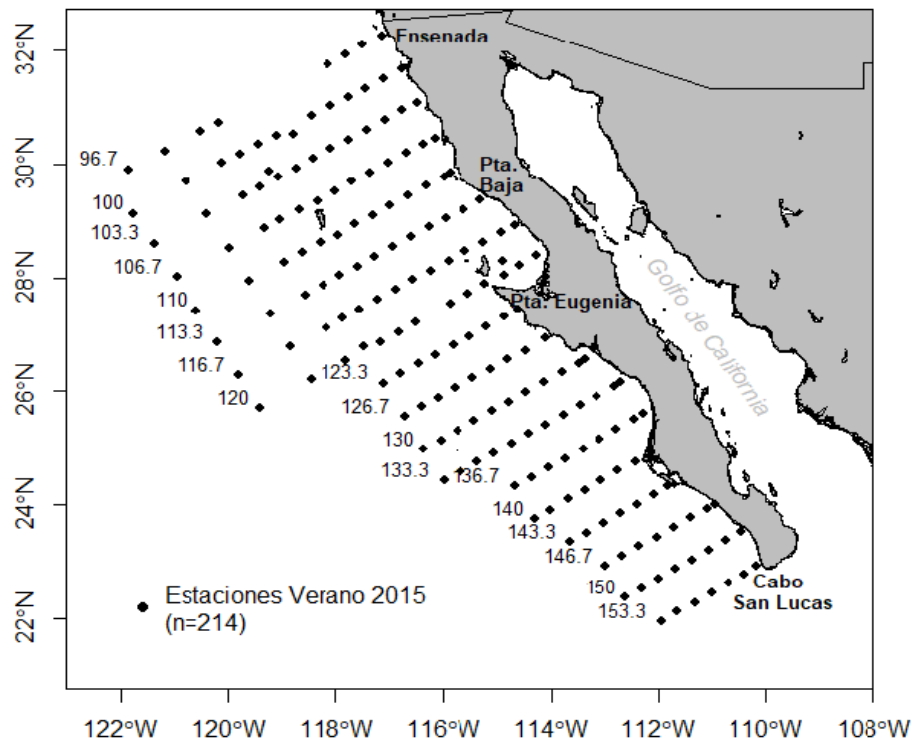 32°N
30°N
28°N
26°N
24°N
22°N
Ensenada
Pta.
Baja
Pta. Eugenia
Golfo de California
Cabo
San Lucas
96.7
100
103.3
106.7
110
113.3
116.7
120
123.3
126.7
130
133.3
136.7
140
143.3
146.7
150
153.3
Estaciones Verano 2015
(n=214)
122°W
120°W
118°W
116°W
114°W
112°W
110°W
108°W